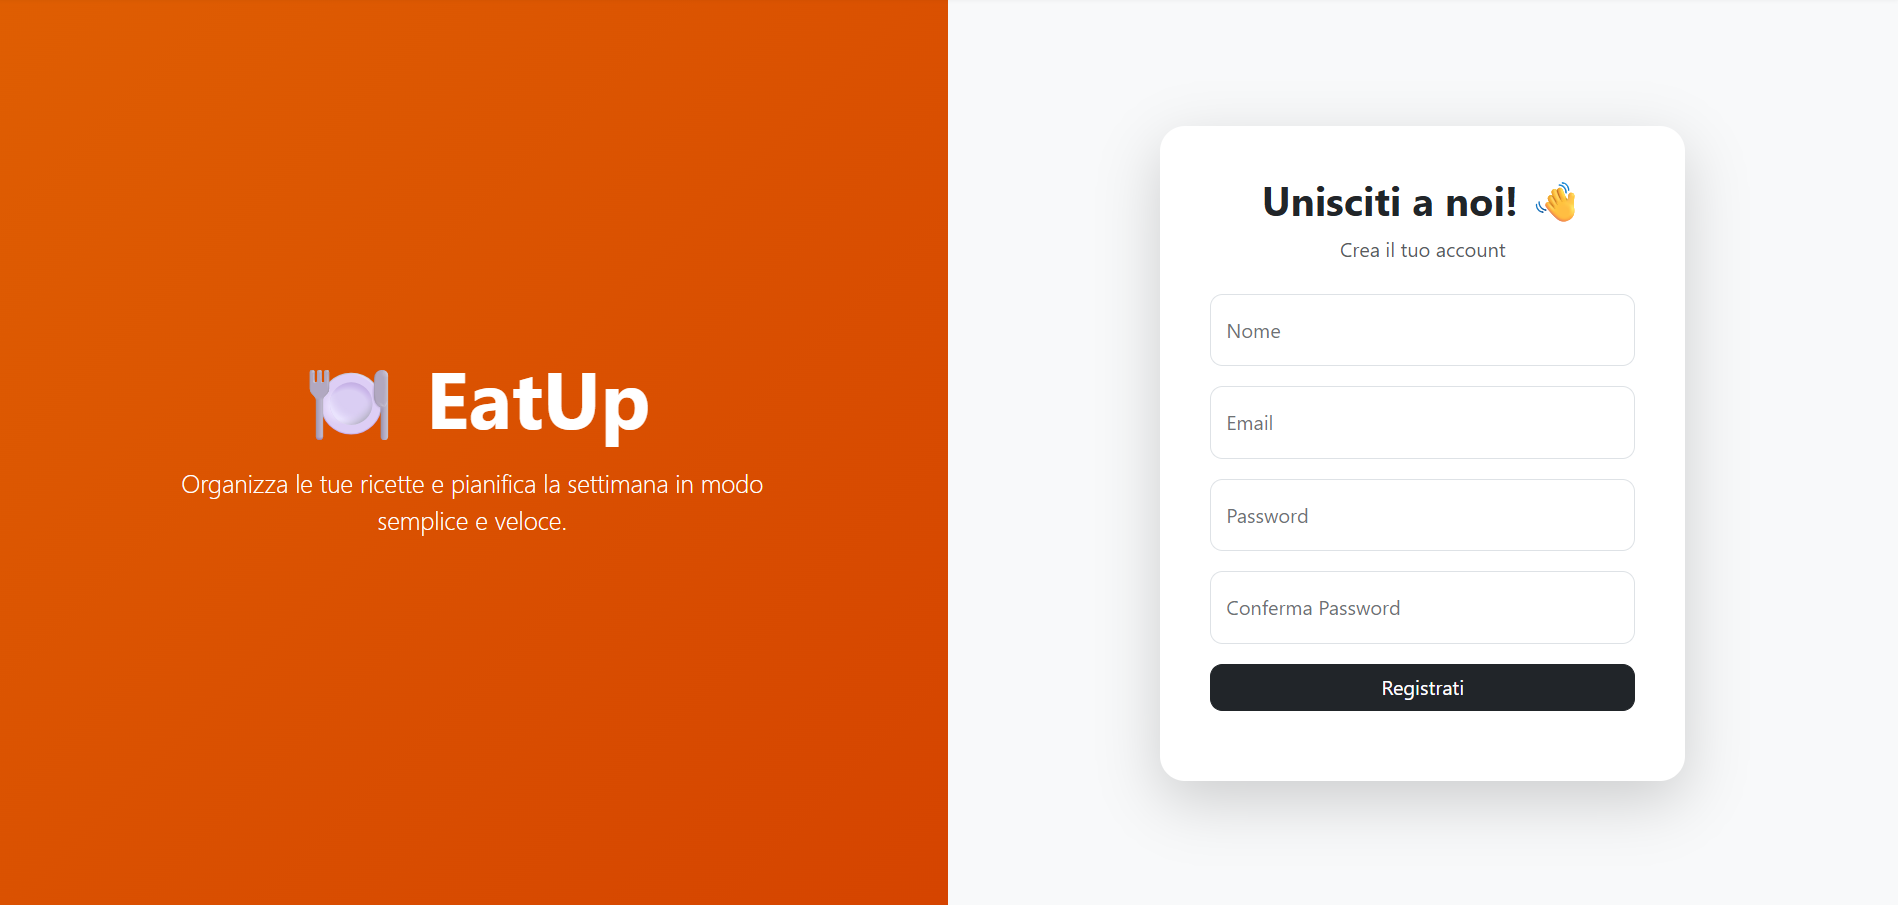 EatUp
Organizza le tue ricette e pianifica la settimana in modo
semplice e veloce.
Unisciti a noi! 👋
Crea il tuo account
Nome
Email
Password
Conferma Password
Registrati